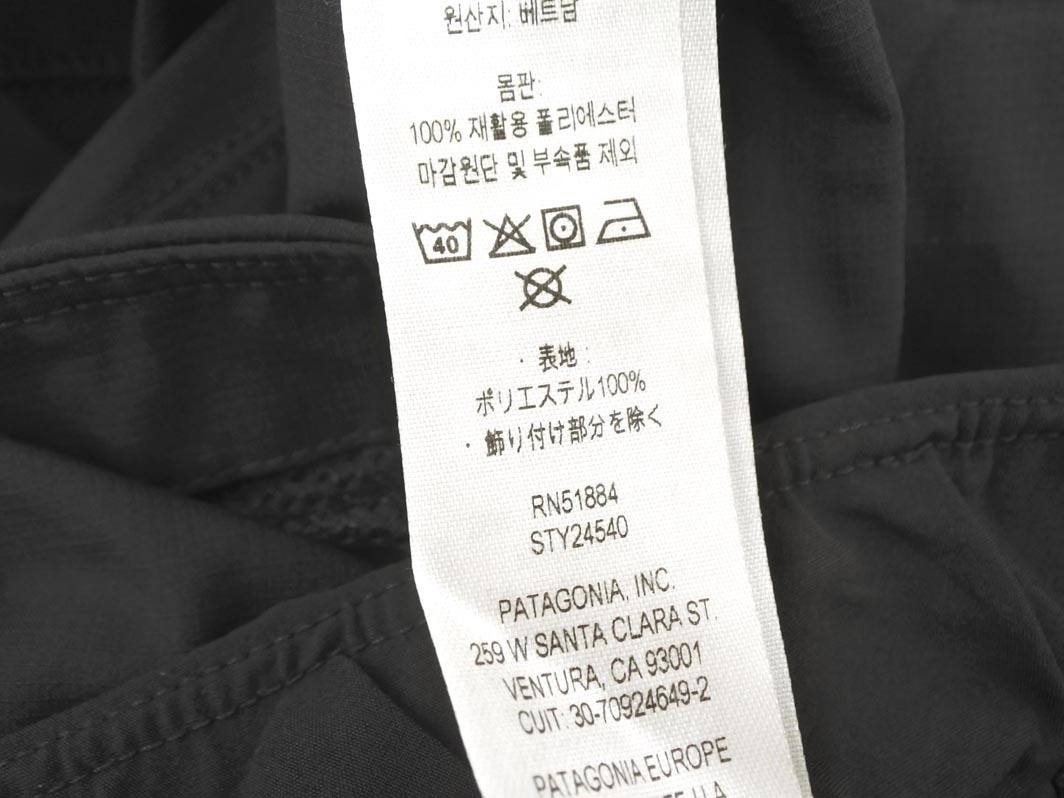 원산지: 베트남
몸판:
100% 재활용 폴리에스터
마감원단 및 부속품 제외
40
· 表地 :
ポリエステル100%
· 飾り付け部分を除く
RN51884
STY24540
PATAGONIA, INC.
259 W SANTA CLARA ST.
VENTURA, CA 93001
CUIT: 30-70924649-2
PATAGONIA EUROPE